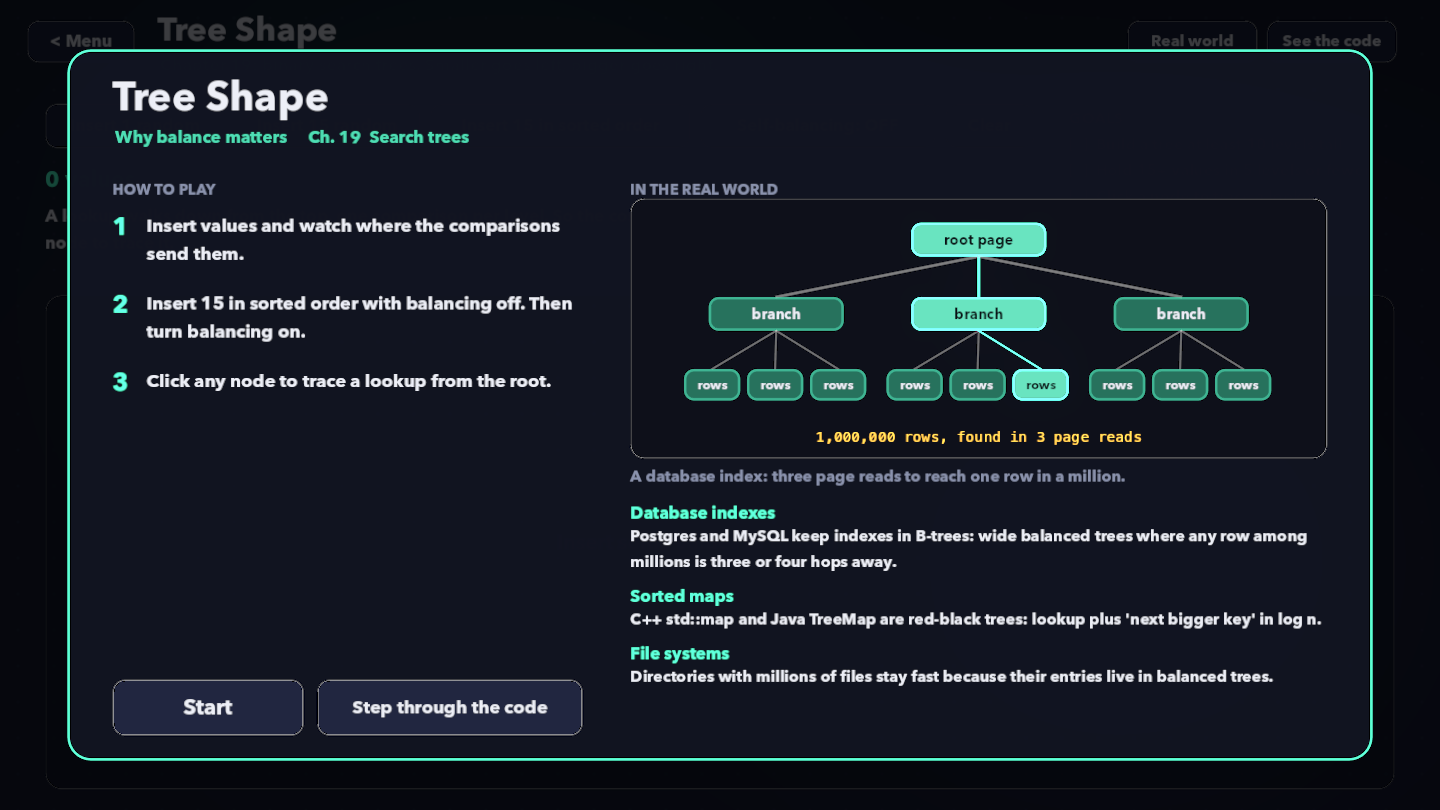 < Menu
Tree Shape
Real world
See the code
0
A
no
Tree Shape
Why balance matters
Ch. 19 Search trees
HOW TO PLAY
1 Insert values and watch where the comparisons
send them.
2 Insert 15 in sorted order with balancing off. Then
turn balancing on.
3 Click any node to trace a lookup from the root.
Start
Step through the code
IN THE REAL WORLD
root page
branch
branch
branch
rows
rows
rows
rows
rows
rows
rows
rows
rows
1,000,000 rows, found in 3 page reads
A database index: three page reads to reach one row in a million.
Database indexes
Postgres and MySQL keep indexes in B-trees: wide balanced trees where any row among
millions is three or four hops away.
Sorted maps
C++ std::map and Java TreeMap are red-black trees: lookup plus 'next bigger key' in log n.
File systems
Directories with millions of files stay fast because their entries live in balanced trees.